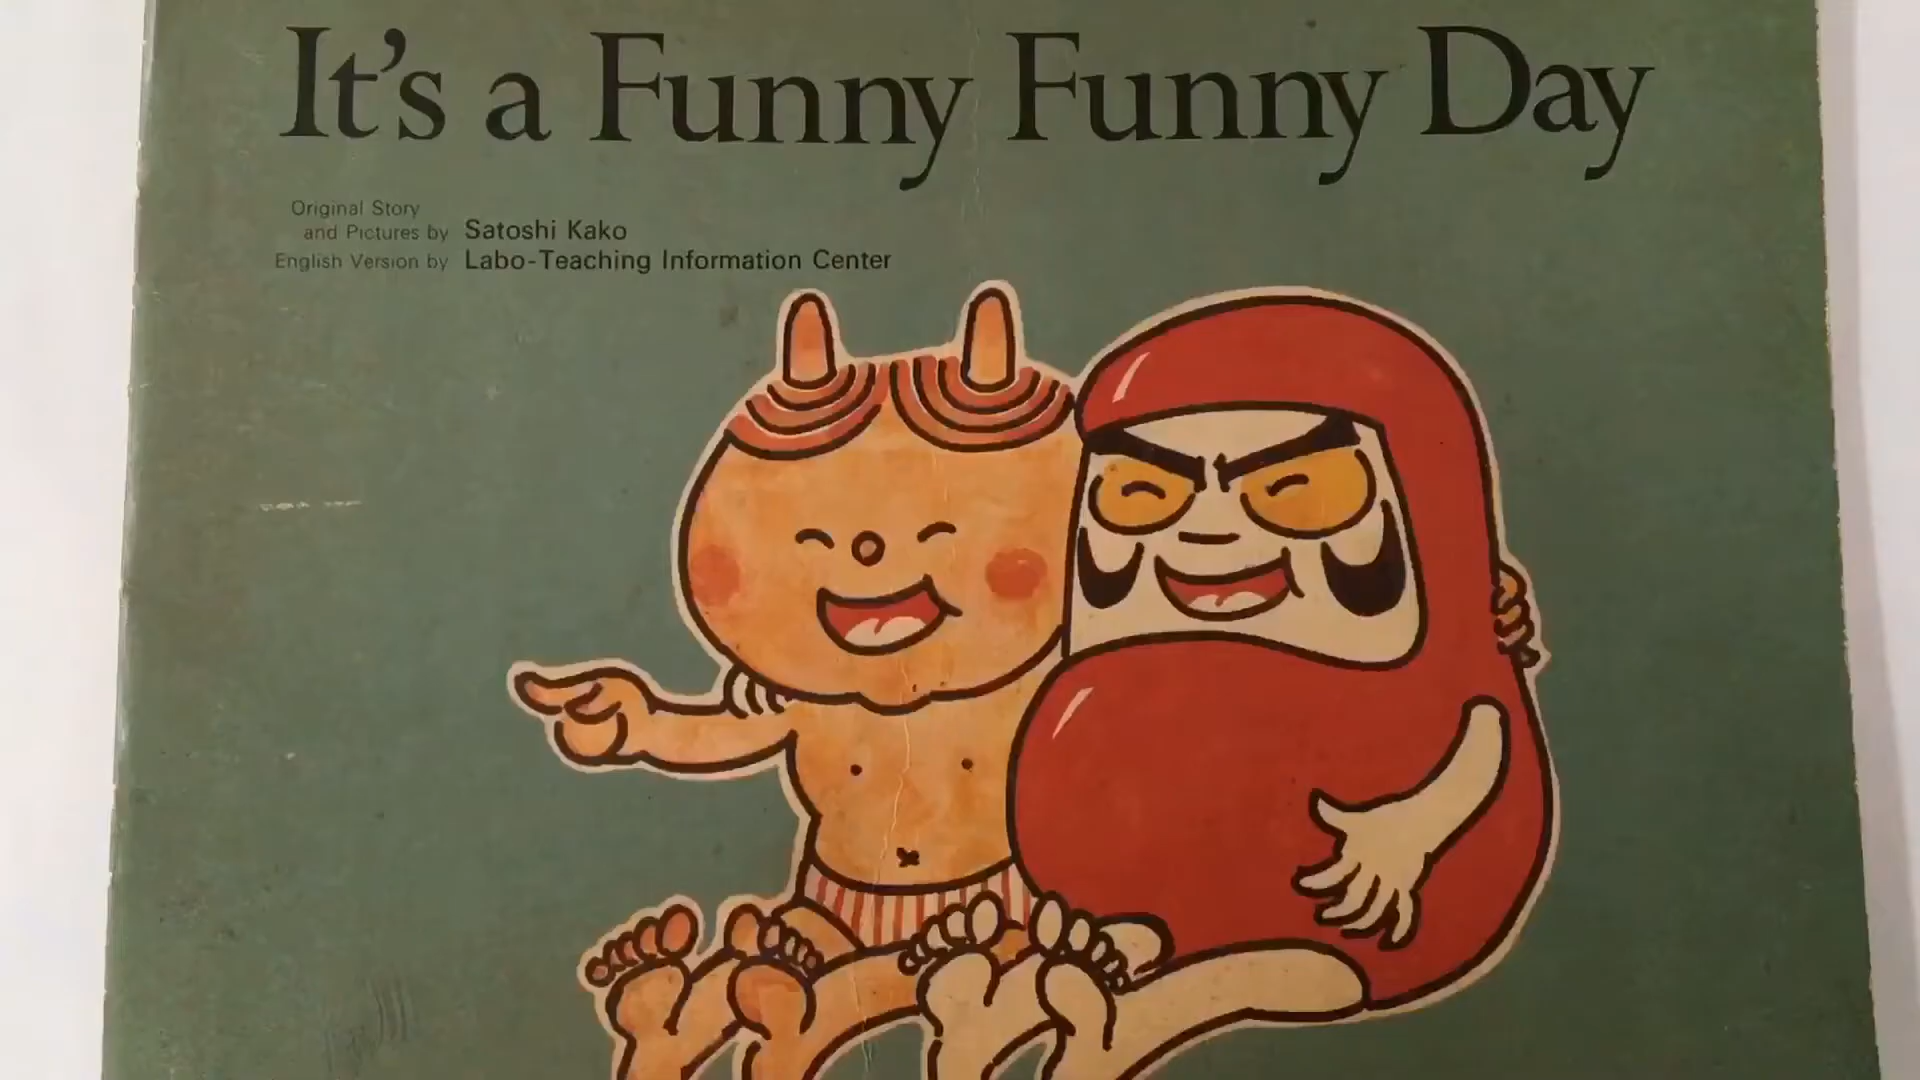 It's a Funny Funny Day
Original Story
and Pictures by Satoshi Kako
English Version by Labo-Teaching Information Center